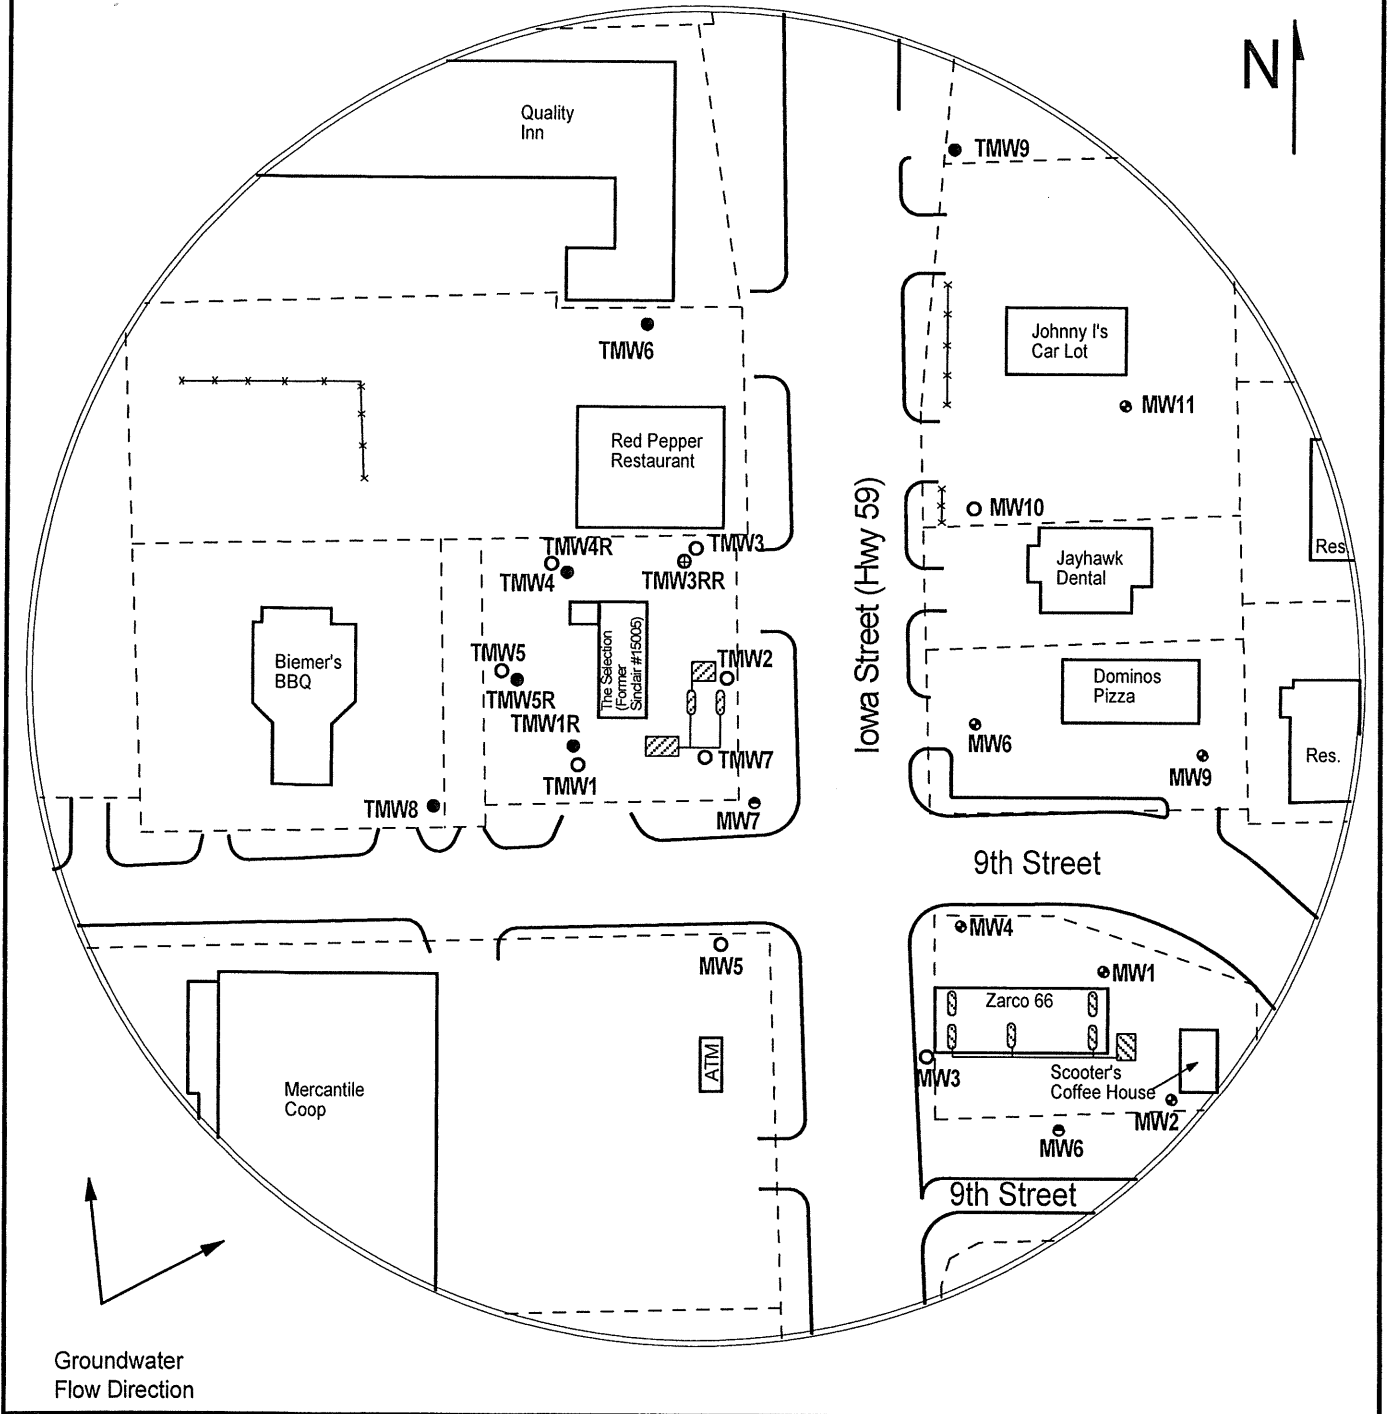 Quality
Inn
N
TMW9
Johnny I's
Car Lot
TMW6
MW11
Red Pepper
Restaurant
MW10
Iowa Street (Hwy 59)
Res.
Jayhawk
Dental
TMW4R
TMW3
TMW4
TMW3RR
Biemer's
BBQ
TMW5
TMW5R
TMW1R
The Selection
(Former
Sinclair #15005)
TMW2
Dominos
Pizza
MW6
MW9
Res.
TMW7
TMW1
TMW8
MW7
9th Street
MW4
MW5
MW1
Zarco 66
ATM
MW3
Scooter's
Coffee House
MW2
MW6
Mercantile
Coop
9th Street
Groundwater
Flow Direction